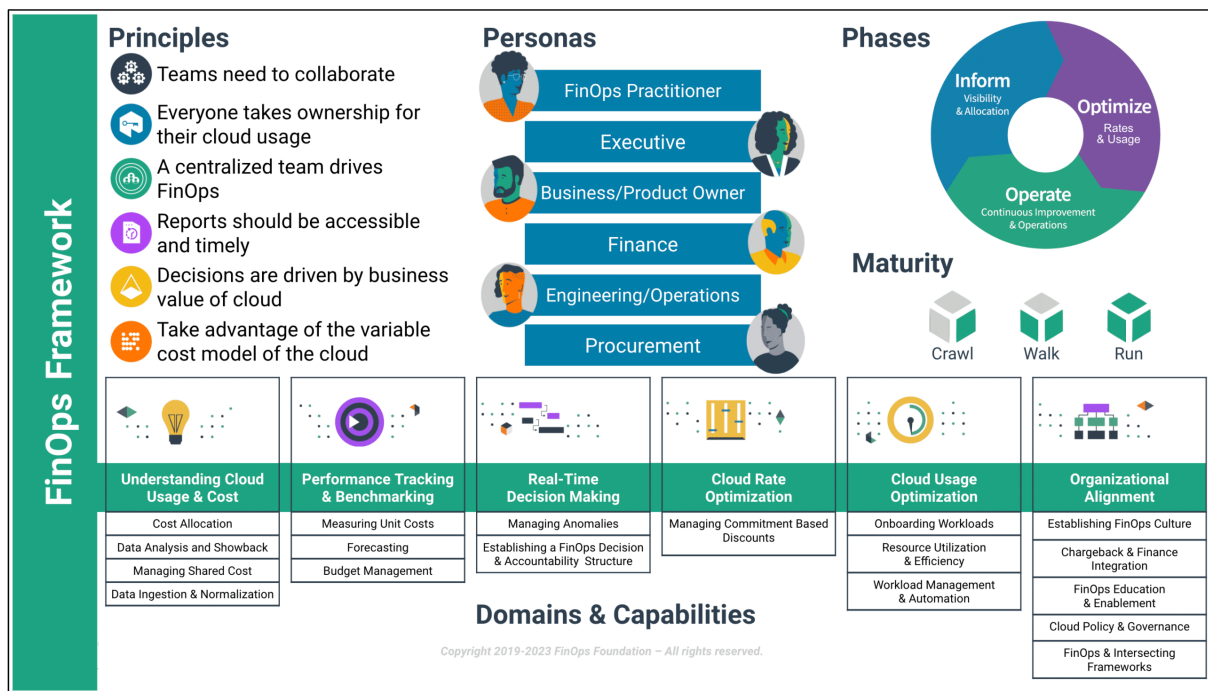 FinOps Framework
Principles
Teams need to collaborate
Everyone takes ownership for
their cloud usage
A centralized team drives
FinOps
Reports should be accessible
and timely
Decisions are driven by business
value of cloud
Take advantage of the variable
cost model of the cloud
Personas
FinOps Practitioner
Executive
Business/Product Owner
Finance
Engineering/Operations
Procurement
Phases
Inform
Visibility
& Allocation
Optimize
Rates
& Usage
Operate
Continuous Improvement
& Operations
Maturity
Crawl
Walk
Run
Understanding Cloud
Usage & Cost
Cost Allocation
Data Analysis and Showback
Managing Shared Cost
Data Ingestion & Normalization
Performance Tracking
& Benchmarking
Measuring Unit Costs
Forecasting
Budget Management
Real-Time
Decision Making
Managing Anomalies
Establishing a FinOps Decision
& Accountability Structure
Cloud Rate
Optimization
Managing Commitment Based
Discounts
Cloud Usage
Optimization
Onboarding Workloads
Resource Utilization
& Efficiency
Workload Management
& Automation
Organizational
Alignment
Establishing FinOps Culture
Chargeback & Finance
Integration
FinOps Education
& Enablement
Cloud Policy & Governance
FinOps & Intersecting
Frameworks
Domains & Capabilities
Copyright 2019-2023 FinOps Foundation – All rights reserved.